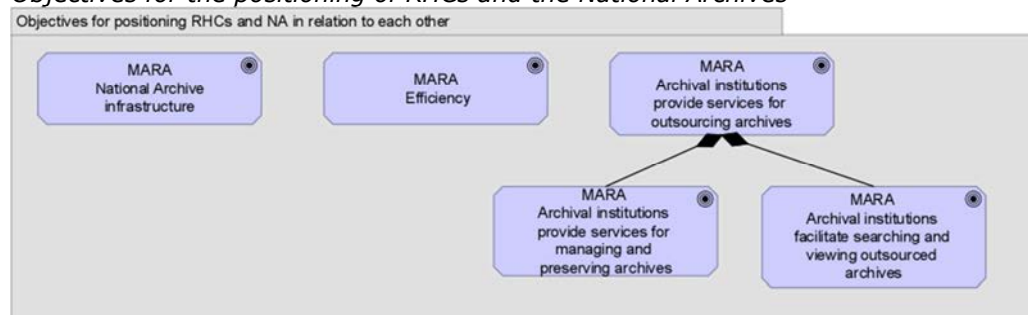 Objectives for the positioning of RHCs and the National Archives
Objectives for positioning RHCs and NA in relation to each other
MARA
National Archive
infrastructure
MARA
Efficiency
MARA
Archival institutions
provide services for
outsourcing archives
MARA
Archival institutions
provide services for
managing and
preserving archives
MARA
Archival institutions
facilitate searching and
viewing outsourced
archives